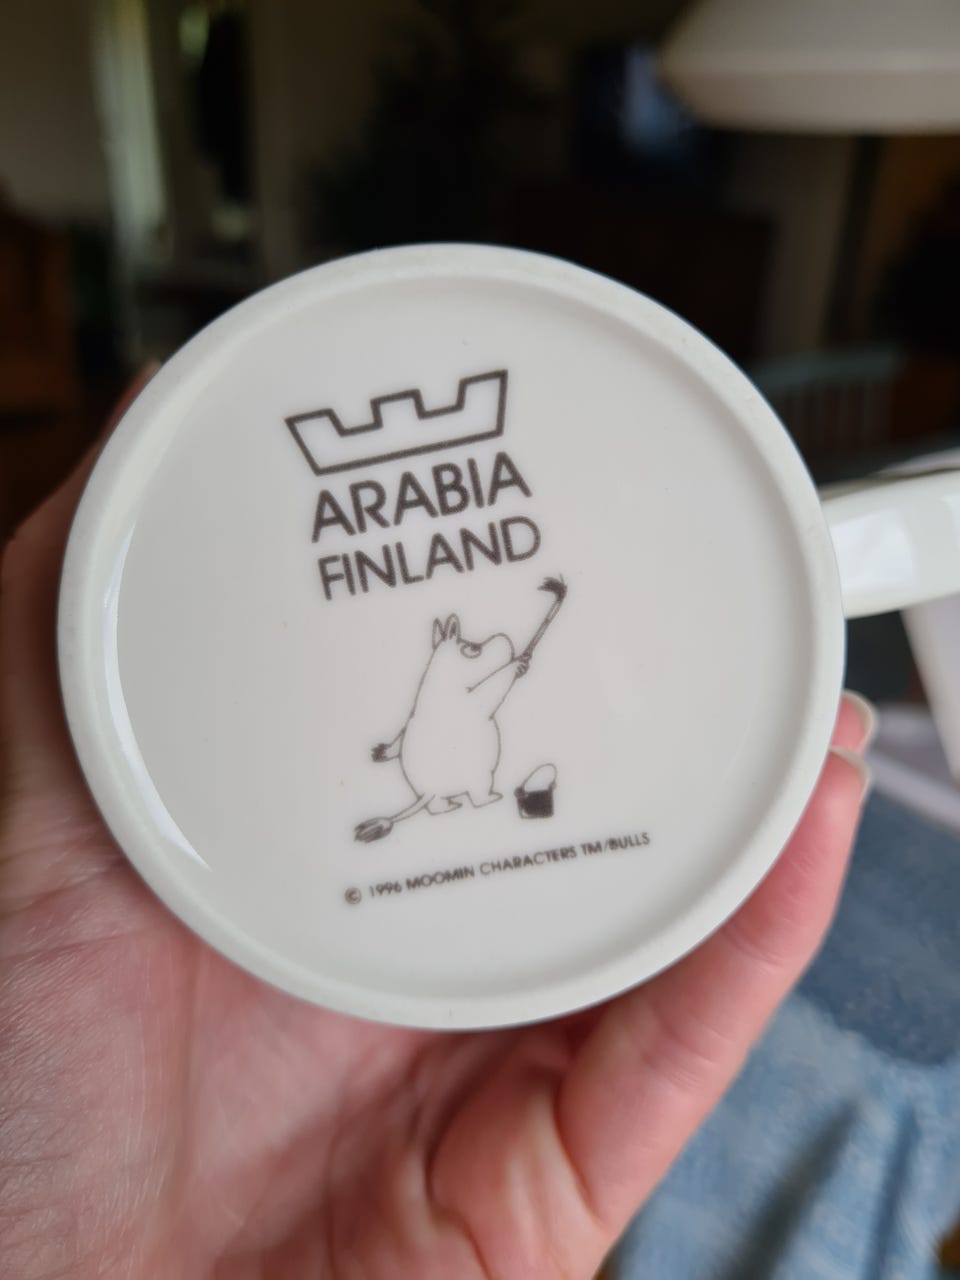 ARABIA
FINLAND
© 1996 MOOMIN CHARACTERS TM/BULLS